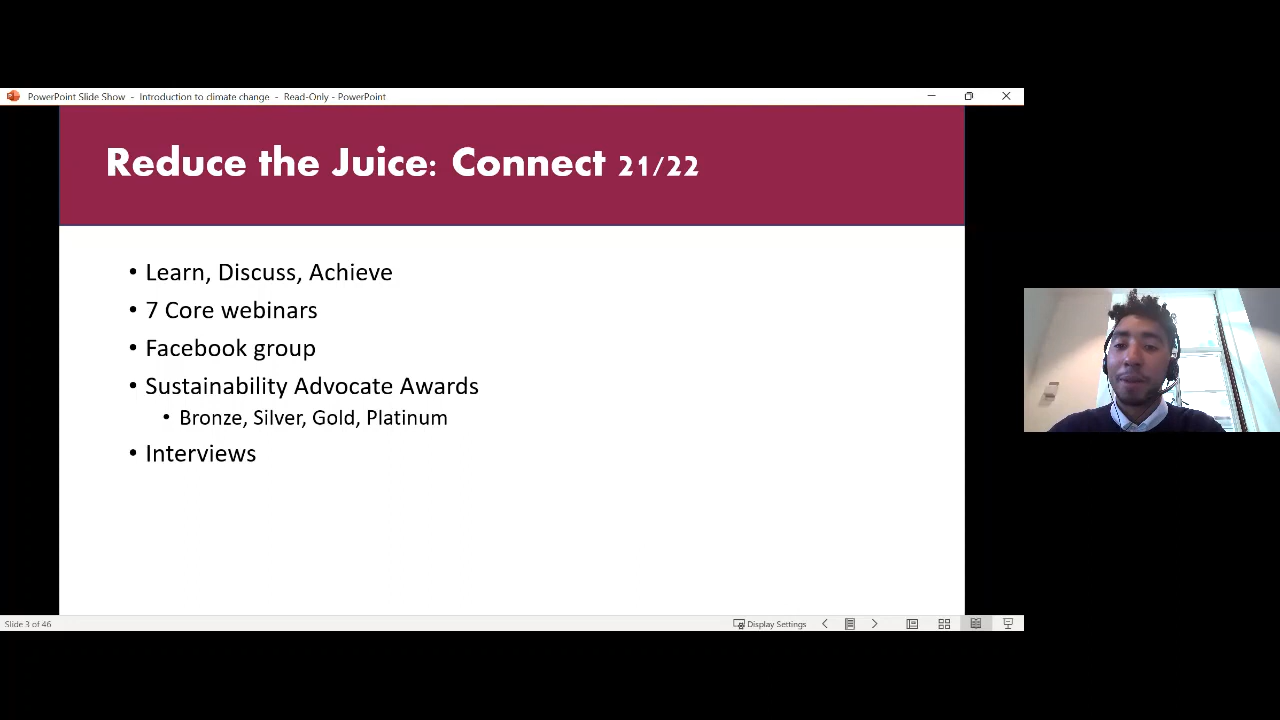 PowerPoint Slide Show - Introduction to climate change - Read-Only - PowerPoint
Reduce the Juice: Connect 21/22
• Learn, Discuss, Achieve
• 7 Core webinars
• Facebook group
• Sustainability Advocate Awards
• Bronze, Silver, Gold, Platinum
• Interviews
Slide 3 of 46
Display Settings